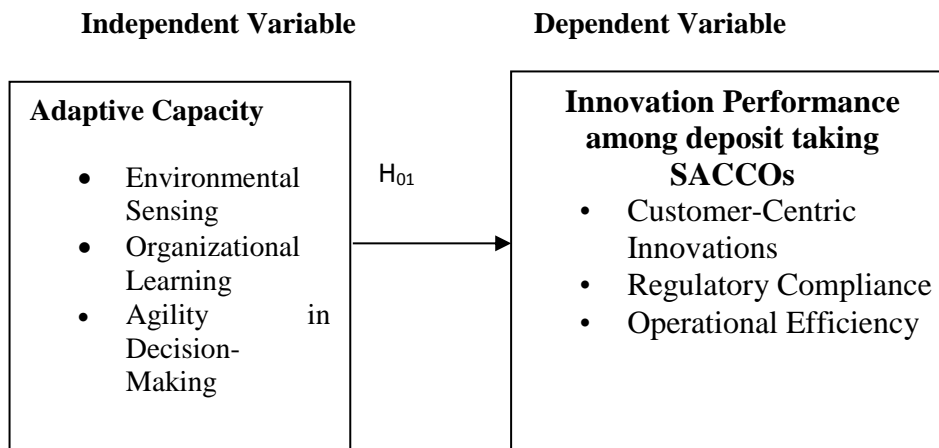 Independent Variable
Dependent Variable
Adaptive Capacity
• Environmental
Sensing
• Organizational
Learning
• Agility in
Decision-
Making
H01
Innovation Performance
among deposit taking
SACCOs
• Customer-Centric
Innovations
• Regulatory Compliance
• Operational Efficiency